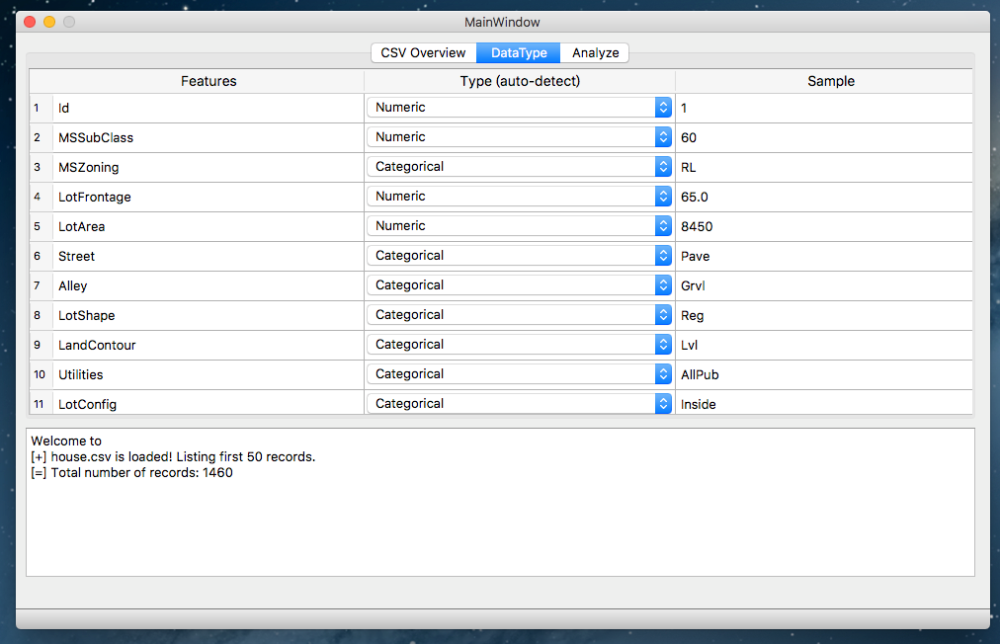 MainWindow
CSV Overview DataType Analyze
Features Type (auto-detect) Sample
1 Id Numeric 1
2 MSSubClass Numeric 60
3 MSZoning Categorical RL
4 LotFrontage Numeric 65.0
5 LotArea Numeric 8450
6 Street Categorical Pave
7 Alley Categorical Grvl
8 LotShape Categorical Reg
9 LandContour Categorical Lvl
10 Utilities Categorical AllPub
11 LotConfig Categorical Inside
Welcome to
[+] house.csv is loaded! Listing first 50 records.
[=] Total number of records: 1460